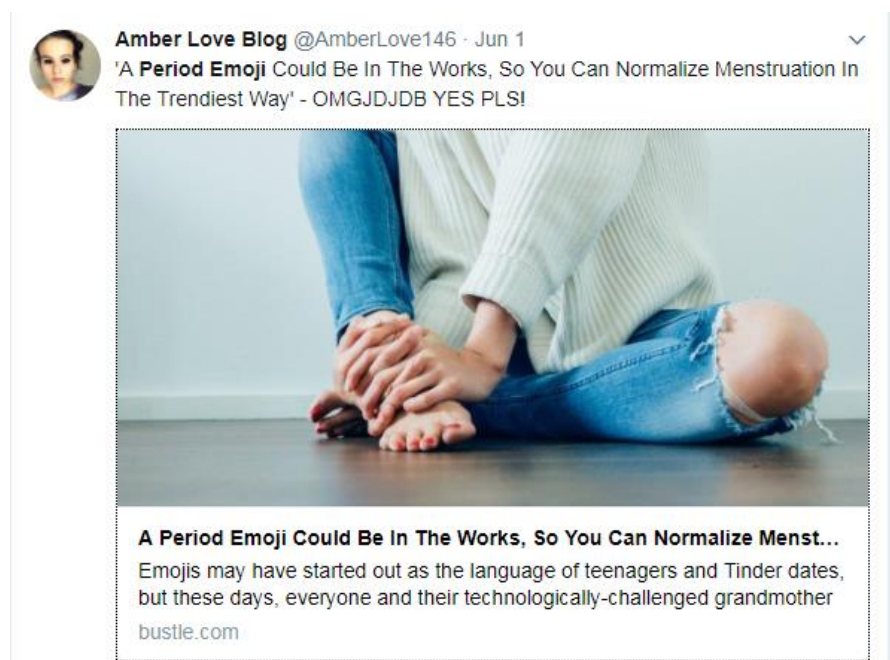 Amber Love Blog @AmberLove146 · Jun 1
'A Period Emoji Could Be In The Works, So You Can Normalize Menstruation In
The Trendiest Way' - OMGJDJDB YES PLS!
A Period Emoji Could Be In The Works, So You Can Normalize Menst...
Emojis may have started out as the language of teenagers and Tinder dates,
but these days, everyone and their technologically-challenged grandmother
bustle.com